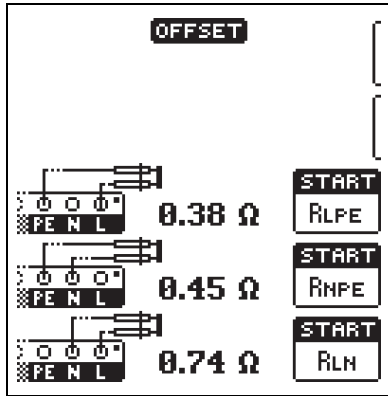 OFFSET
START
PE N L 0.38 Ω RLPE
START
PE N L 0.45 Ω RNPE
START
PE N L 0.74 Ω RLN